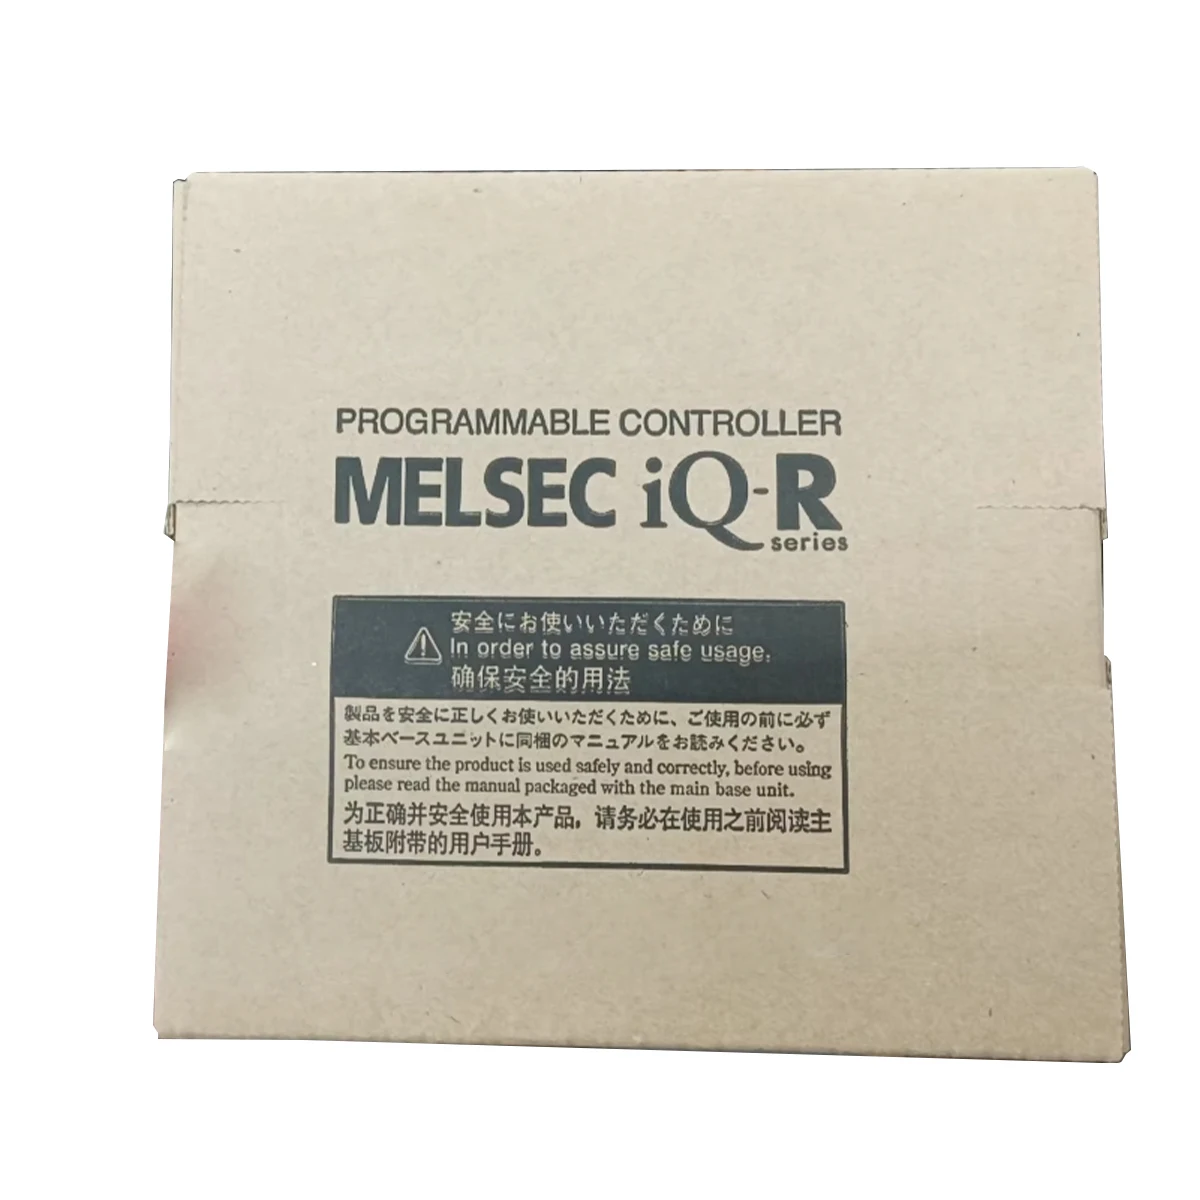 PROGRAMMABLE CONTROLLER
MELSEC iQ-R
series
安全にお使いいただくために
In order to assure safe usage.
确保安全的用法
製品を安全に正しくお使いいただくために、ご使用の前に必ず
基本ベースユニットに同梱のマニュアルをお読みください。
To ensure the product is used safely and correctly, before using
please read the manual packaged with the main base unit.
为正确并安全使用本产品，请务必在使用之前阅读主
基板附带的用户手册。